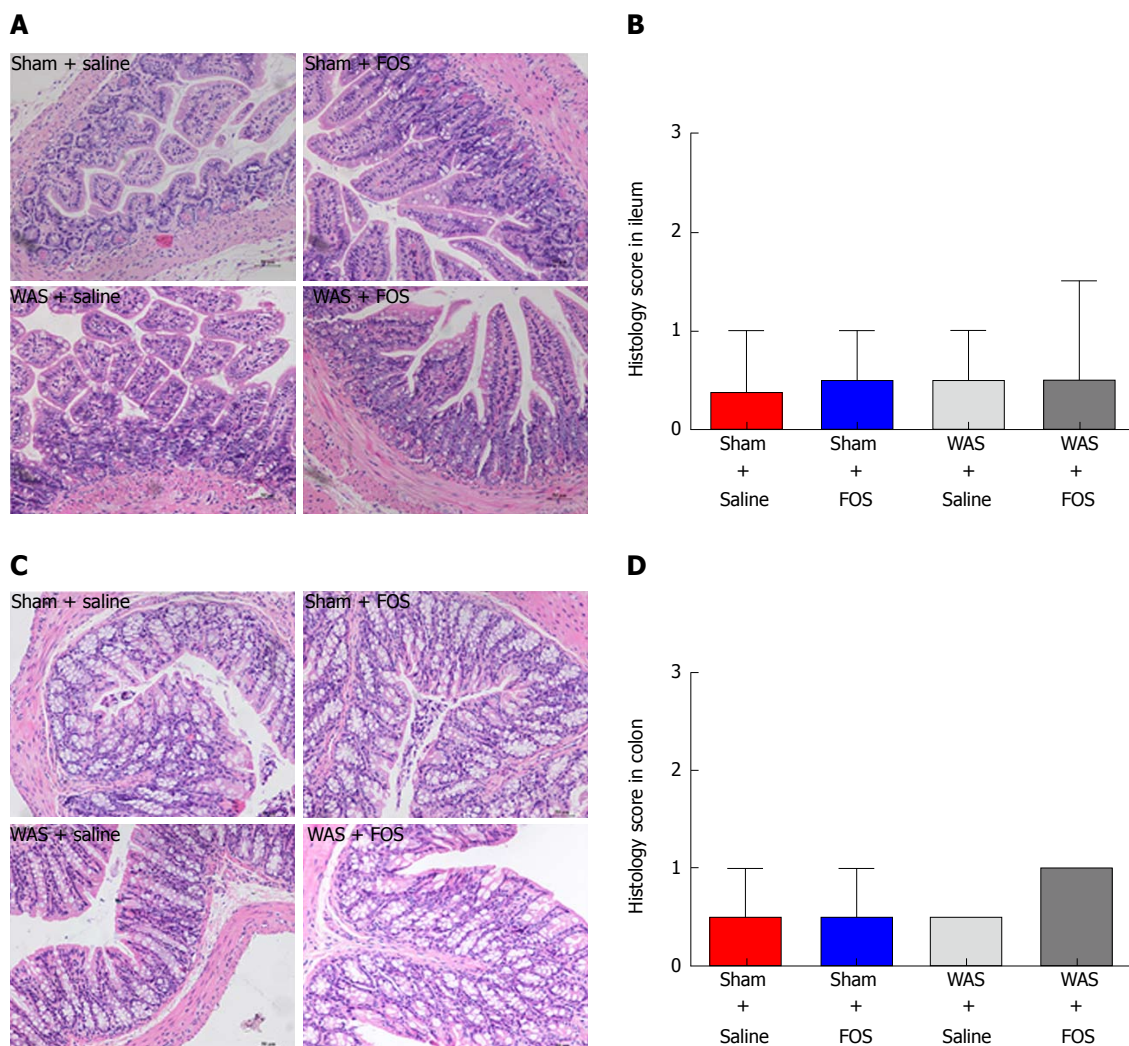 A
Sham + saline
Sham + FOS
WAS + saline
WAS + FOS
B
Histology score in ileum
3
2
1
0
Sham
+
Saline
Sham
+
FOS
WAS
+
Saline
WAS
+
FOS
C
Sham + saline
Sham + FOS
WAS + saline
WAS + FOS
D
Histology score in colon
3
2
1
0
Sham
+
Saline
Sham
+
FOS
WAS
+
Saline
WAS
+
FOS